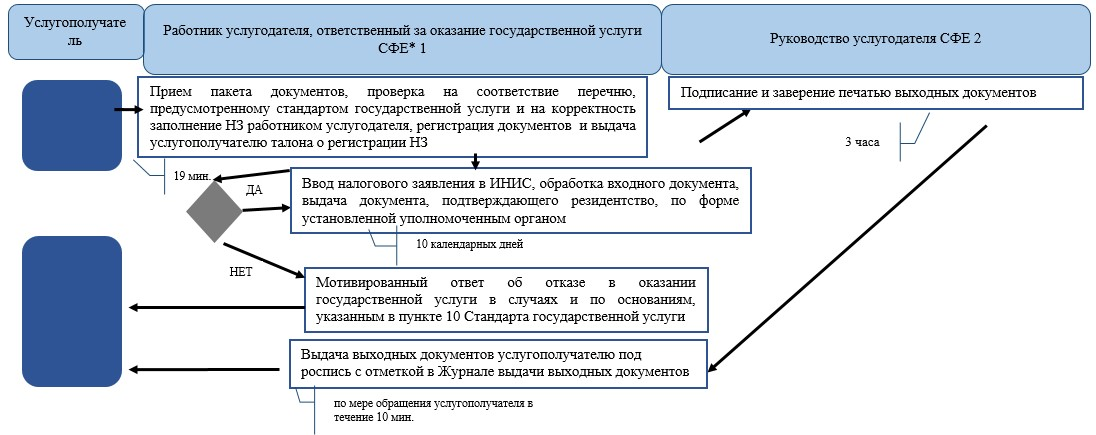 Услугополучате
ль
Работник услугодателя, ответственный за оказание государственной услуги
СФЕ* 1
Руководство услугодателя СФЕ 2
Прием пакета документов, проверка на соответствие перечню,
предусмотренному стандартом государственной услуги и на корректность
заполнение НЗ работником услугодателя, регистрация документов и выдача
услугополучателю талона о регистрации НЗ
Подписание и заверение печатью выходных документов
3 часа
19 мин.
ДА
Ввод налогового заявления в ИНИС, обработка входного документа,
выдача документа, подтверждающего резидентство, по форме
установленной уполномоченным органом
10 календарных дней
НЕТ
Мотивированный ответ об отказе в оказании
государственной услуги в случаях и по основаниям,
указанным в пункте 10 Стандарта государственной услуги
Выдача выходных документов услугополучателю под
роспись с отметкой в Журнале выдачи выходных документов
по мере обращения услугополучателя в
течение 10 мин.